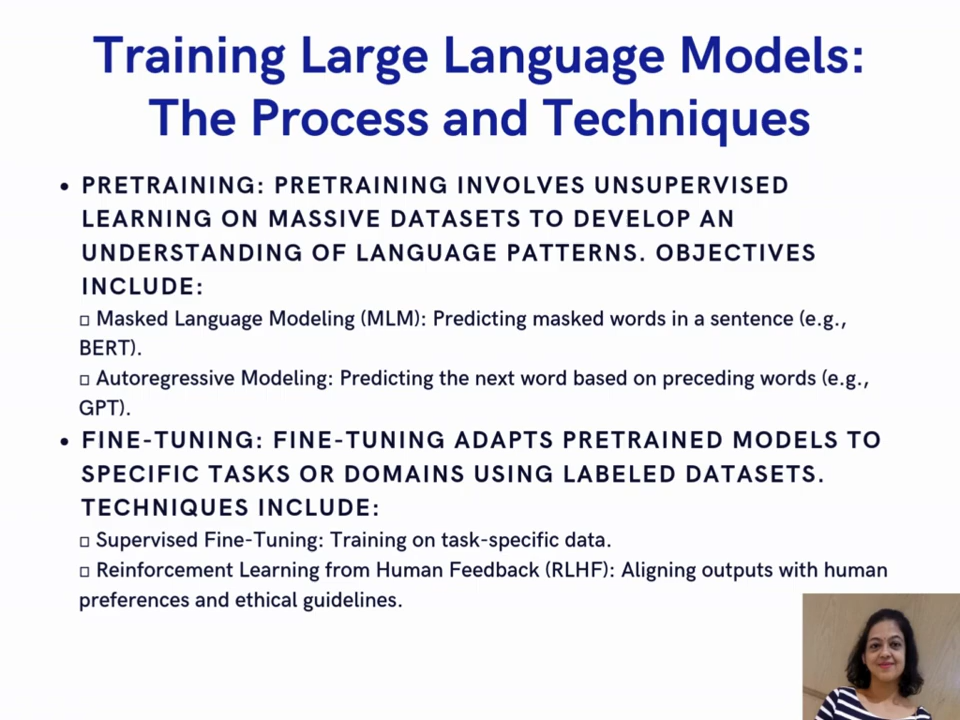 Training Large Language Models:
The Process and Techniques
• PRETRAINING: PRETRAINING INVOLVES UNSUPERVISED
LEARNING ON MASSIVE DATASETS TO DEVELOP AN
UNDERSTANDING OF LANGUAGE PATTERNS. OBJECTIVES
INCLUDE:
▯ Masked Language Modeling (MLM): Predicting masked words in a sentence (e.g.,
BERT).
▯ Autoregressive Modeling: Predicting the next word based on preceding words (e.g.,
GPT).
• FINE-TUNING: FINE-TUNING ADAPTS PRETRAINED MODELS TO
SPECIFIC TASKS OR DOMAINS USING LABELED DATASETS.
TECHNIQUES INCLUDE:
▯ Supervised Fine-Tuning: Training on task-specific data.
▯ Reinforcement Learning from Human Feedback (RLHF): Aligning outputs with human
preferences and ethical guidelines.